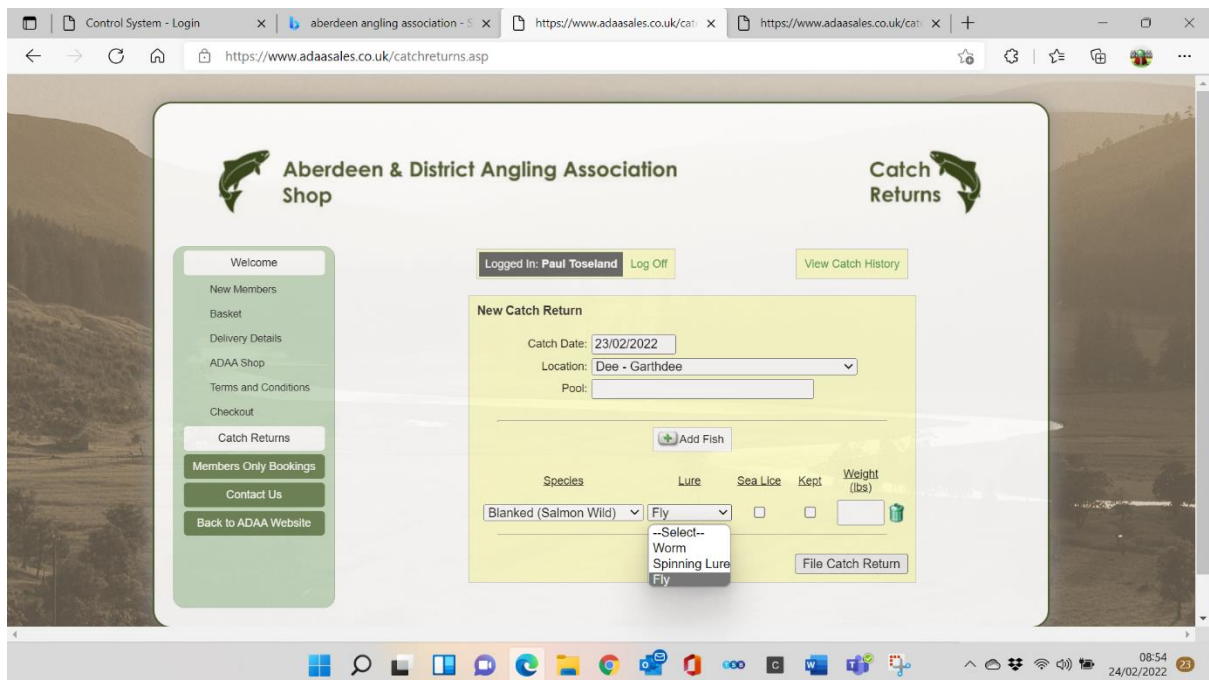 Control System - Login
aberdeen angling association - S
https://www.adaasales.co.uk/cat
https://www.adaasales.co.uk/cat
https://www.adaasales.co.uk/catchreturns.asp
Aberdeen & District Angling Association
Shop
Catch
Returns
Welcome
New Members
Basket
Delivery Details
ADAA Shop
Terms and Conditions
Checkout
Catch Returns
Members Only Bookings
Contact Us
Back to ADAA Website
Logged In: Paul Toseland Log Off
View Catch History
New Catch Return
Catch Date: 23/02/2022
Location: Dee - Garthdee
Pool:
Add Fish
Species Lure Sea Lice Kept Weight
(lbs)
Blanked (Salmon Wild) Fly
--Select--
Worm
Spinning Lure
Fly
File Catch Return
08:54
24/02/2022
23